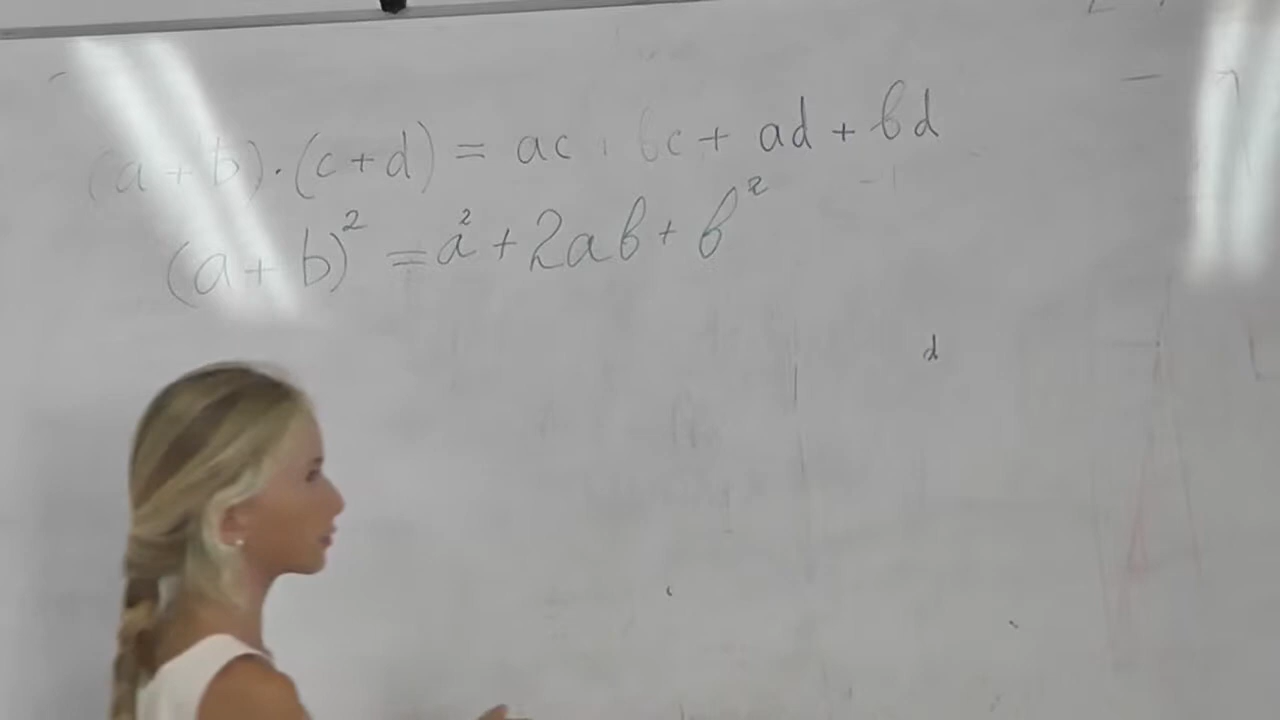 (a+b)·(c+d) = ac + bc + ad + bd
(a+b)² = a² + 2ab + b²
d